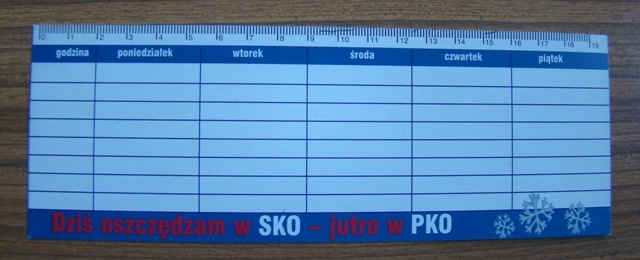 0 1 2 3 4 5 6 7 8 9 10 11 12 13 14 15 16 17 18 19
godzina poniedziałek wtorek środa czwartek piątek
Dziś oszczędzam w SKO – jutro w PKO